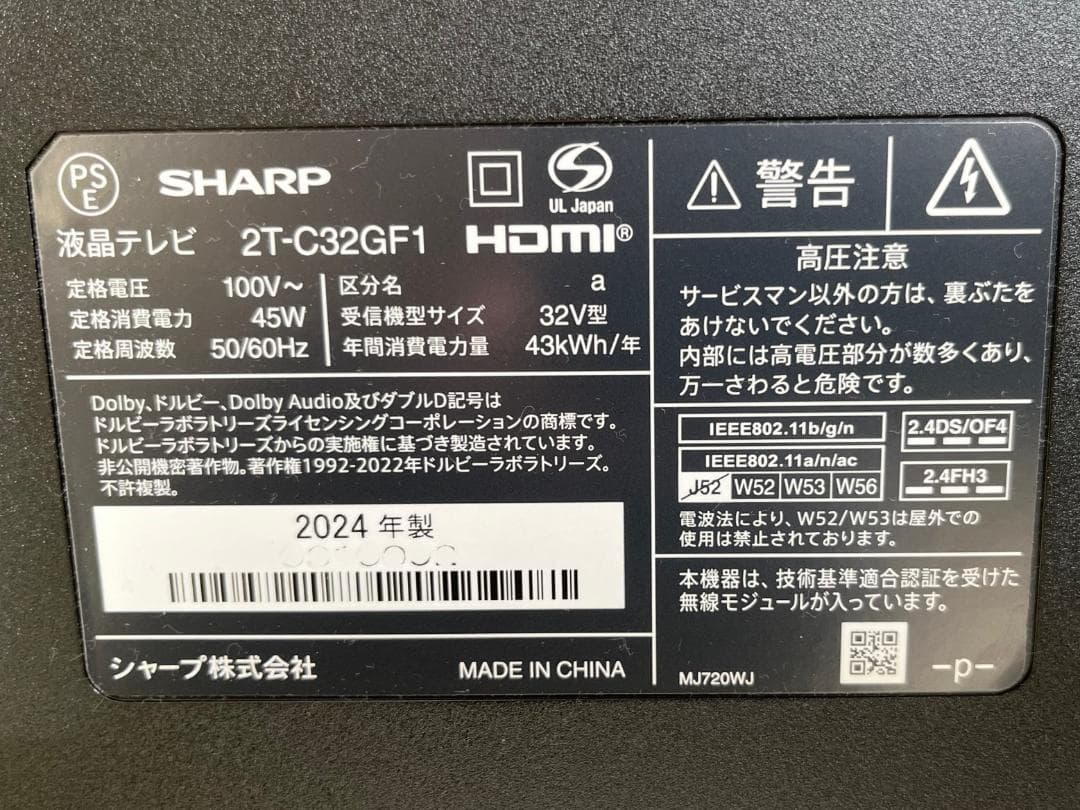 PS
E
SHARP
UL Japan
液晶テレビ 2T-C32GF1 HDMI®
定格電圧 100V～
定格消費電力 45W
定格周波数 50/60Hz
区分名 a
受信機型サイズ 32V型
年間消費電力量 43kWh/年
Dolby、ドルビー、Dolby Audio及びダブルD記号は
ドルビーラボラトリーズライセンシングコーポレーションの商標です。
ドルビーラボラトリーズからの実施権に基づき製造されています。
非公開機密著作物。著作権1992-2022年ドルビーラボラトリーズ。
不許複製。
2024 年製
シャープ株式会社 MADE IN CHINA
警告
高圧注意
サービスマン以外の方は、裏ぶたを
あけないでください。
内部には高電圧部分が数多くあり、
万一さわると危険です。
IEEE802.11b/g/n
IEEE802.11a/n/ac
J52 W52 W53 W56
2.4DS/OF4
2.4FH3
電波法により、W52/W53は屋外での
使用は禁止されております。
本機器は、技術基準適合認証を受けた
無線モジュールが入っています。
MJ720WJ
-p-